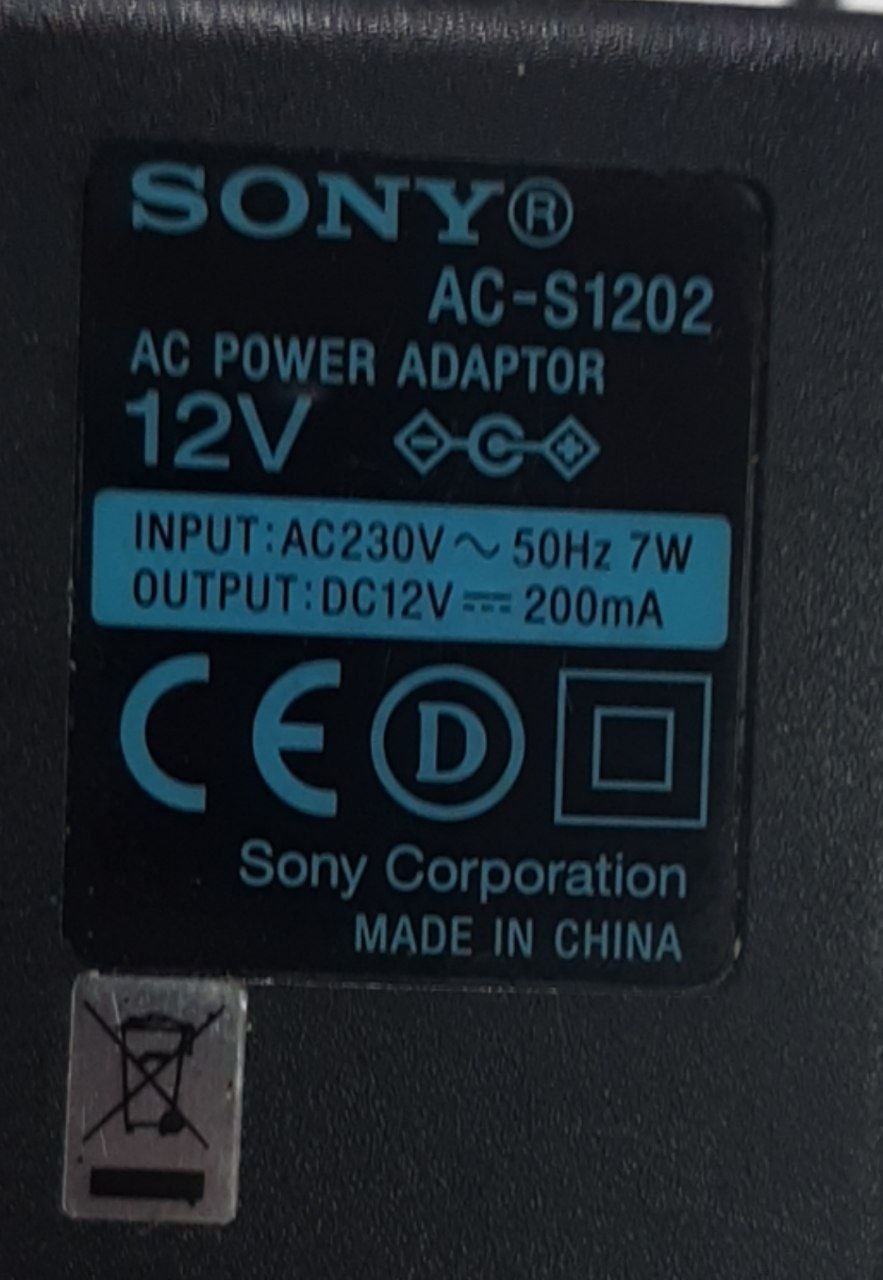 SONY®
AC-S1202
AC POWER ADAPTOR
12V
INPUT:AC230V～50Hz 7W
OUTPUT:DC12V⎓200mA
CE D
Sony Corporation
MADE IN CHINA